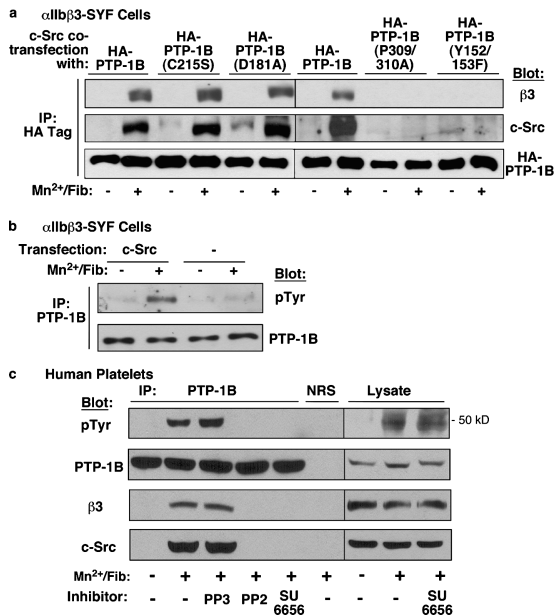 a αIIbβ3-SYF Cells
c-Src co-
transfection
with:
HA-
PTP-1B
HA-
PTP-1B
(C215S)
HA-
PTP-1B
(D181A)
HA-
PTP-1B
HA-
PTP-1B
(P309/
310A)
HA-
PTP-1B
(Y152/
153F)
Blot:
IP:
HA Tag
β3
c-Src
HA-
PTP-1B
Mn2+/Fib: - + - + - + - + - + - +
b αIIbβ3-SYF Cells
Transfection: c-Src -
Mn2+/Fib: - + - +
Blot:
IP:
PTP-1B
pTyr
PTP-1B
c Human Platelets
IP: PTP-1B NRS Lysate
Blot:
pTyr
- 50 kD
PTP-1B
β3
c-Src
Mn2+/Fib: - + + + + + - + +
Inhibitor: - - PP3 PP2 SU
6656
- - - SU
6656